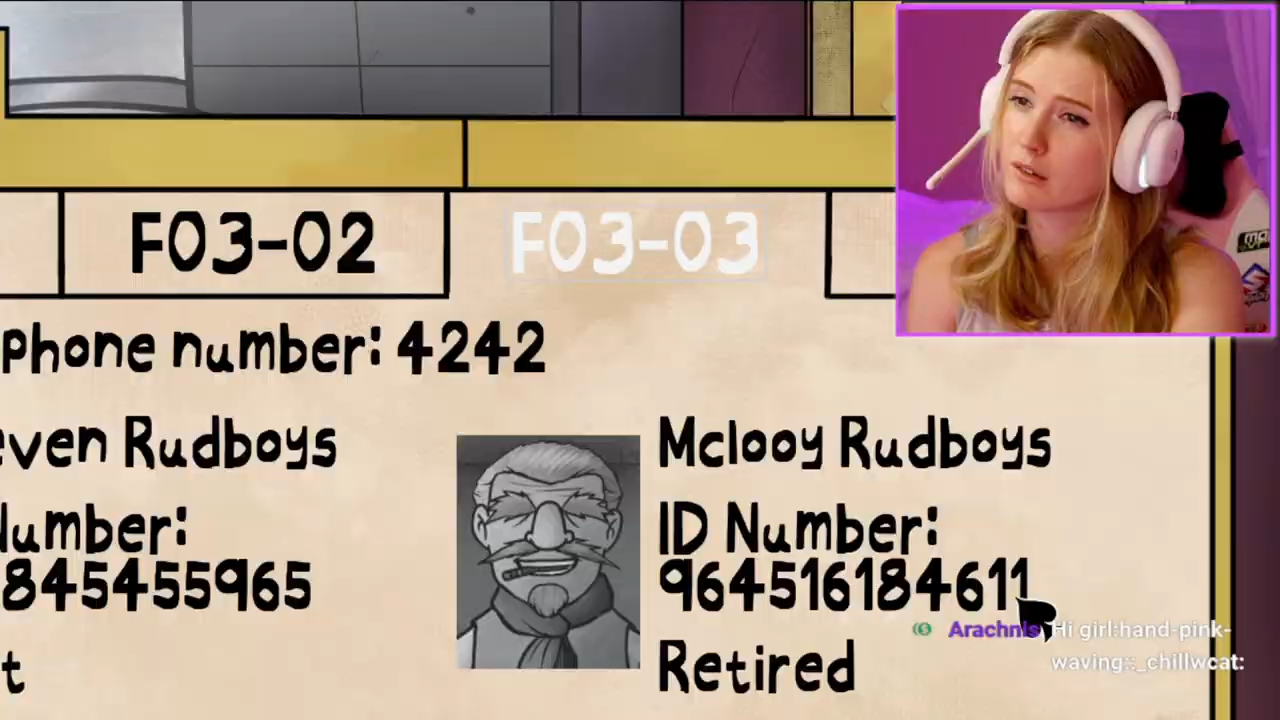 F03-02
F03-03
phone number: 4242
even Rudboys
Mclooy Rudboys
Number:
ID Number:
845455965
964516184611
t
Retired
Arachnis Hi girl:hand-pink-
waving::_chillwcat: